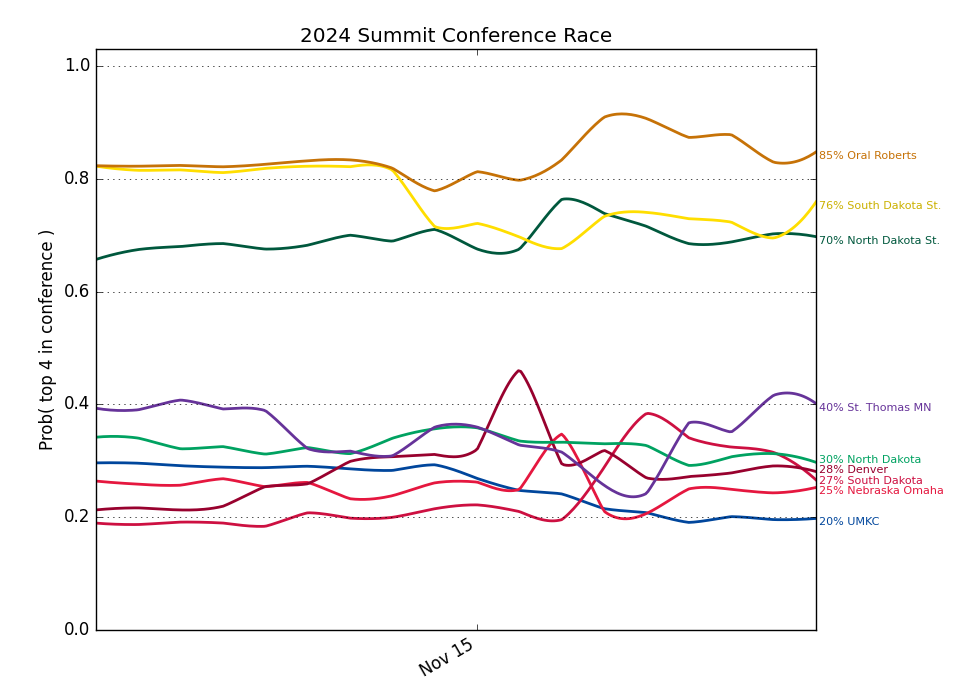 2024 Summit Conference Race
Prob( top 4 in conference )
1.0
0.8
0.6
0.4
0.2
0.0
Nov 15
85% Oral Roberts
76% South Dakota St.
70% North Dakota St.
40% St. Thomas MN
30% North Dakota
28% Denver
27% South Dakota
25% Nebraska Omaha
20% UMKC